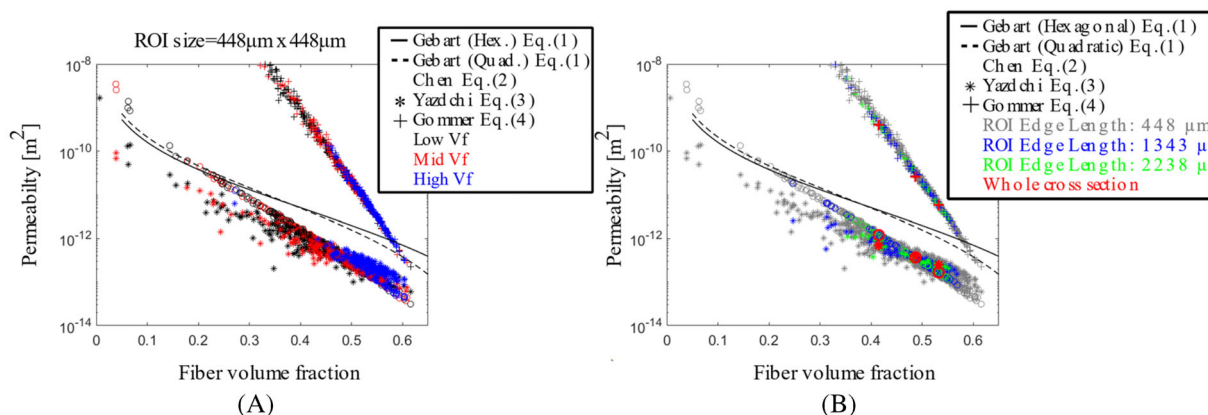 ROI size=448μm x 448μm
Gebart (Hex.) Eq.(1)
Gebart (Quad.) Eq.(1)
Chen Eq.(2)
Yazdchi Eq.(3)
Gommer Eq.(4)
Low Vf
Mid Vf
High Vf
Permeabilty [m²]
10⁻⁸
10⁻¹⁰
10⁻¹²
10⁻¹⁴
0 0.1 0.2 0.3 0.4 0.5 0.6
Fiber volume fraction
(A)
Gebart (Hexagonal) Eq.(1)
Gebart (Quadratic) Eq.(1)
Chen Eq.(2)
Yazdchi Eq.(3)
Gommer Eq.(4)
ROI Edge Length: 448 μm
ROI Edge Length: 1343 μ
ROI Edge Length: 2238 μ
Whole cross section
Permeability [m²]
10⁻⁸
10⁻¹⁰
10⁻¹²
10⁻¹⁴
0 0.1 0.2 0.3 0.4 0.5 0.6
Fiber volume fraction
(B)